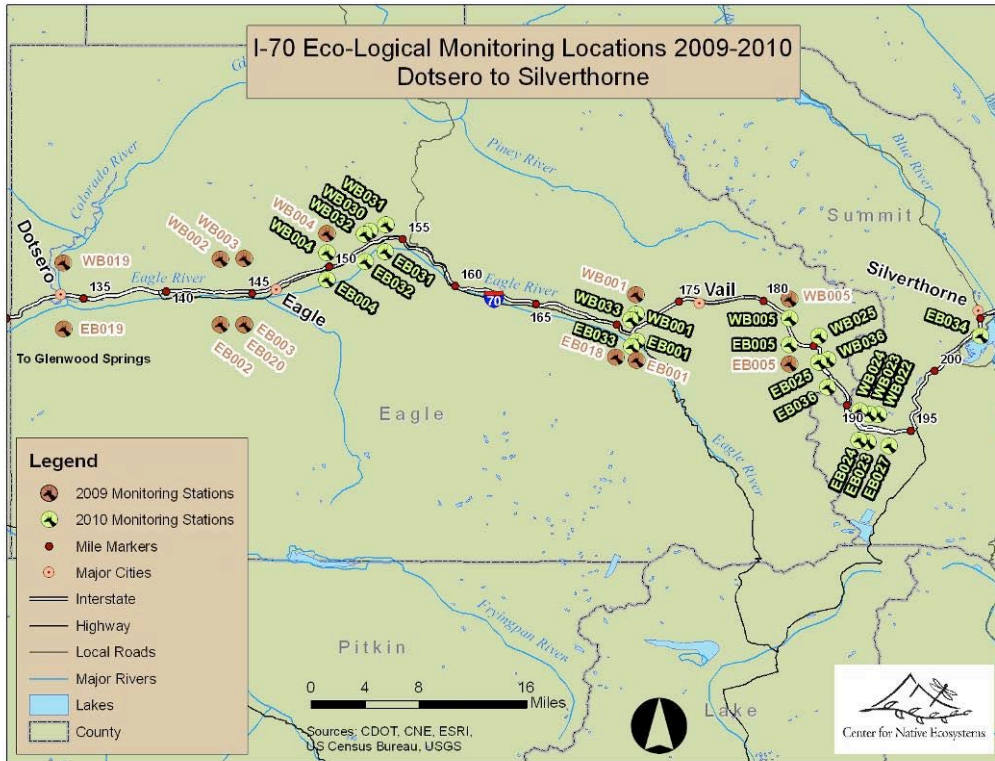 I-70 Eco-Logical Monitoring Locations 2009-2010
Dotsero to Silverthorne
Colorado River
Piney River
Blue River
Summit
Dotsero
WB019
WB002
WB003
WB004
WB004
WB032
WB030
WB031
155
150
EB031
EB032
EB004
135
Eagle River
140
145
Eagle
EB019
EB002
EB020
EB003
To Glenwood Springs
160
70
Eagle River
165
WB001
WB033
WB001
EB033
EB001
EB018
EB001
175
Vail
180
WB005
WB005
EB005
EB005
WB025
WB036
EB025
EB036
WB024
WB023
WB022
190
195
EB024
EB023
EB027
200
Silverthorne
EB034
Eagle
Eagle River
Legend
2009 Monitoring Stations
2010 Monitoring Stations
Mile Markers
Major Cities
Interstate
Highway
Local Roads
Major Rivers
Lakes
County
Pitkin
Fryingpan River
Lake
0 4 8 16
Miles
Sources: CDOT, CNE, ESRI,
US Census Bureau, USGS
Center for Native Ecosystems